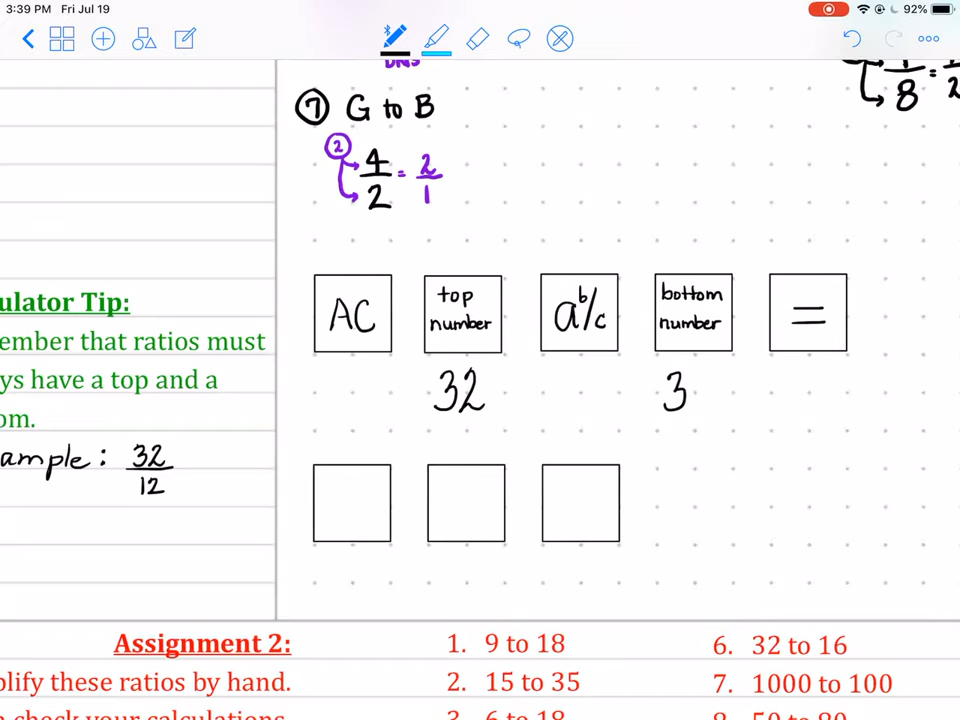 3:39 PM Fri Jul 19
92%
DNS
⑦ G to B
② 4/2 = 2/1
8
ulator Tip:
ember that ratios must
ys have a top and a
om.
ample: 32/12
AC
top number
a b/c
bottom number
=
32
3
Assignment 2:
plify these ratios by hand.
1. 9 to 18
2. 15 to 35
6. 32 to 16
7. 1000 to 100